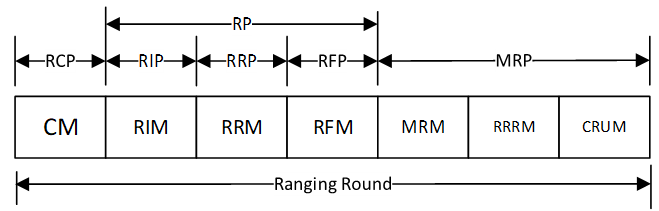 RP
RCP RIP RRP RFP MRP
CM RIM RRM RFM MRM RRRM CRUM
Ranging Round